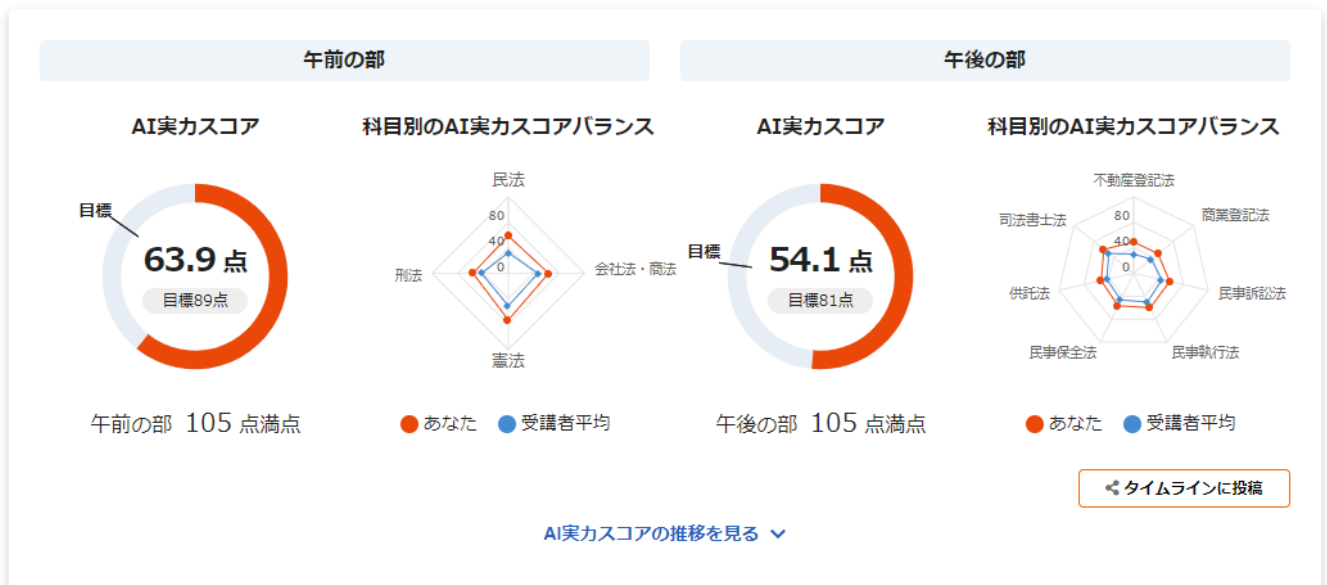 午前の部
午後の部
AI実力スコア
科目別のAI実力スコアバランス
AI実力スコア
科目別のAI実力スコアバランス
目標
63.9 点
目標89点
民法
80
40
0
刑法
会社法・商法
憲法
目標
54.1 点
目標81点
不動産登記法
司法書士法
80
商業登記法
40
0
供託法
民事訴訟法
民事保全法
民事執行法
午前の部 105 点満点
あなた 受講者平均
午後の部 105 点満点
あなた 受講者平均
タイムラインに投稿
AI実力スコアの推移を見る